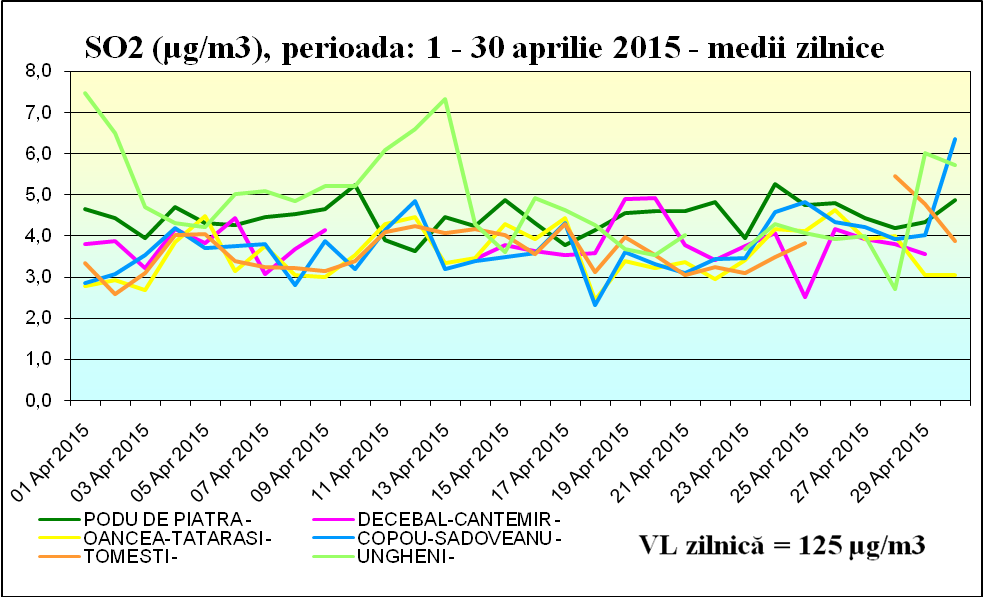 SO2 (µg/m3), perioada: 1 - 30 aprilie 2015 - medii zilnice
8,0
7,0
6,0
5,0
4,0
3,0
2,0
1,0
0,0
01 Apr 2015
03 Apr 2015
05 Apr 2015
07 Apr 2015
09 Apr 2015
11 Apr 2015
13 Apr 2015
15 Apr 2015
17 Apr 2015
19 Apr 2015
21 Apr 2015
23 Apr 2015
25 Apr 2015
27 Apr 2015
29 Apr 2015
PODU DE PIATRA -
DECEBAL-CANTEMIR -
OANCEA-TATARASI -
COPOU-SADOVEANU -
TOMESTI -
UNGHENI -
VL zilnică = 125 µg/m3